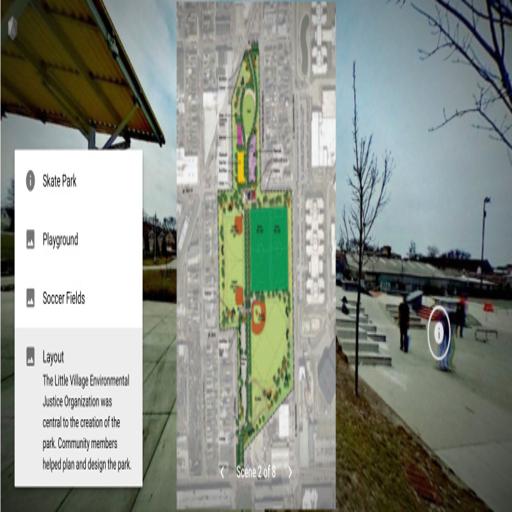 Skate Park
Playground
Soccer Fields
Layout
The Little Village Environmental
Justice Organization was
central to the creation of the
park. Community members
helped plan and design the park.
Scene 2 of 8